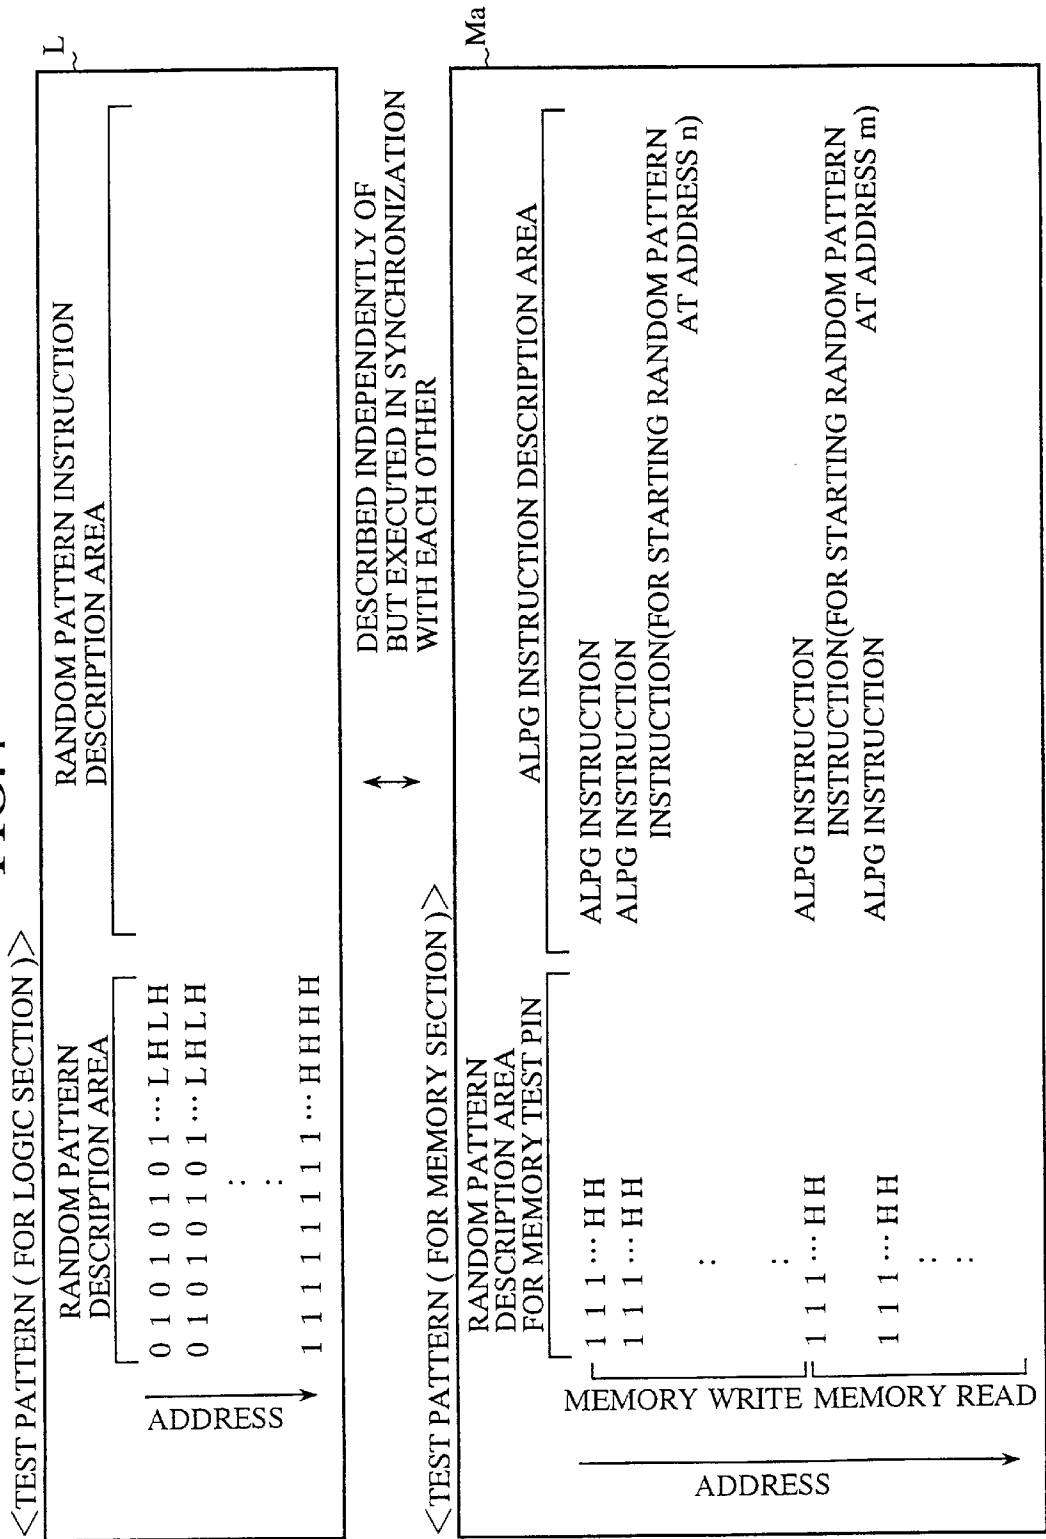 <TEST PATTERN ( FOR LOGIC SECTION )>
L
RANDOM PATTERN
DESCRIPTION AREA
RANDOM PATTERN INSTRUCTION
DESCRIPTION AREA
0 1 0 1 0 1 0 1 ··· L H L H
0 1 0 1 0 1 0 1 ··· L H L H
: :
1 1 1 1 1 1 1 1 ··· H H H H
ADDRESS
DESCRIBED INDEPENDENTLY OF
BUT EXECUTED IN SYNCHRONIZATION
WITH EACH OTHER
<TEST PATTERN ( FOR MEMORY SECTION )>
Ma
RANDOM PATTERN
DESCRIPTION AREA
FOR MEMORY TEST PIN
ALPG INSTRUCTION DESCRIPTION AREA
1 1 1 ··· H H ALPG INSTRUCTION
1 1 1 ··· H H ALPG INSTRUCTION
INSTRUCTION(FOR STARTING RANDOM PATTERN
AT ADDRESS n)
: :
1 1 1 ··· H H ALPG INSTRUCTION
INSTRUCTION(FOR STARTING RANDOM PATTERN
AT ADDRESS m)
1 1 1 ··· H H ALPG INSTRUCTION
: :
MEMORY WRITE
MEMORY READ
ADDRESS